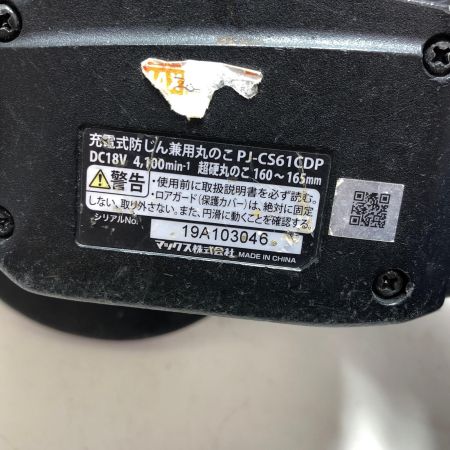 充電式防じん兼用丸のこ PJ-CS61CDP
DC18V 4,100min-1 超硬丸のこ 160～165mm
警告
・使用前に取扱説明書を必ず読む。
・ロアガード(保護カバー)は、絶対に固定
しない、取り外さない。また、円滑に動くことを確認する。
シリアルNo.
19A103046
マックス株式会社 MADE IN CHINA